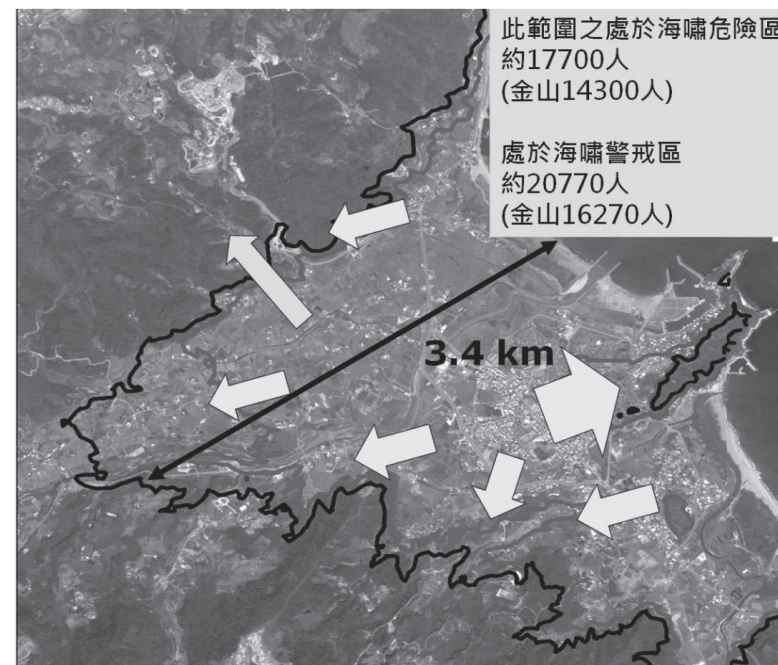 此範圍之處於海嘯危險區
約17700人
(金山14300人)
處於海嘯警戒區
約20770人
(金山16270人)
3.4 km